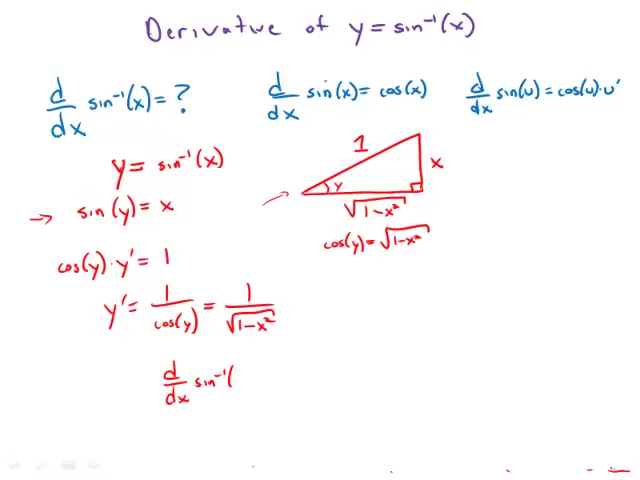 Derivative of y = sin⁻¹(x)
d/dx sin⁻¹(x) = ?
d/dx sin(x) = cos(x)
d/dx sin(u) = cos(u)·u'
y = sin⁻¹(x)
→ sin(y) = x
cos(y)·y' = 1
y' = 1/cos(y) = 1/√(1-x²)
d/dx sin⁻¹(
1
x
y
√(1-x²)
cos(y) = √(1-x²)